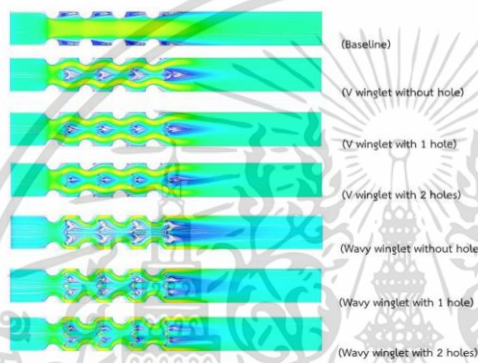 (Baseline)
(V winglet without hole)
(V winglet with 1 hole)
(V winglet with 2 holes)
(Wavy winglet without hole
(Wavy winglet with 1 hole)
(Wavy winglet with 2 holes)